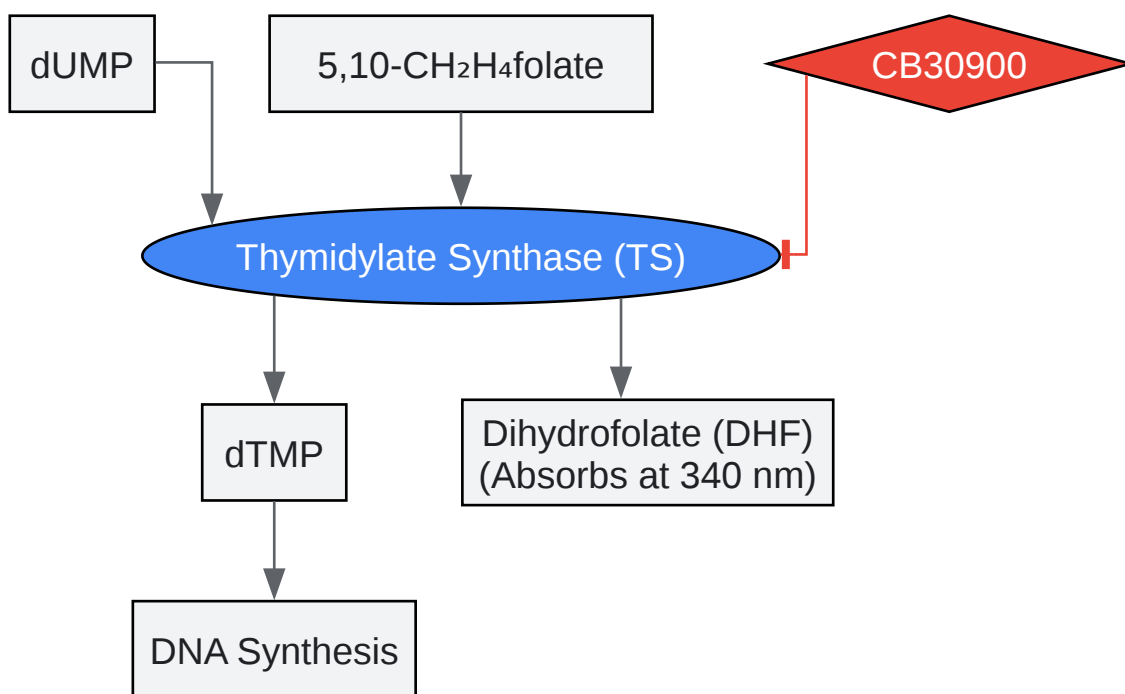 dUMP
5,10-CH₂H₄folate
CB30900
Thymidylate Synthase (TS)
dTMP
Dihydrofolate (DHF)
(Absorbs at 340 nm)
DNA Synthesis